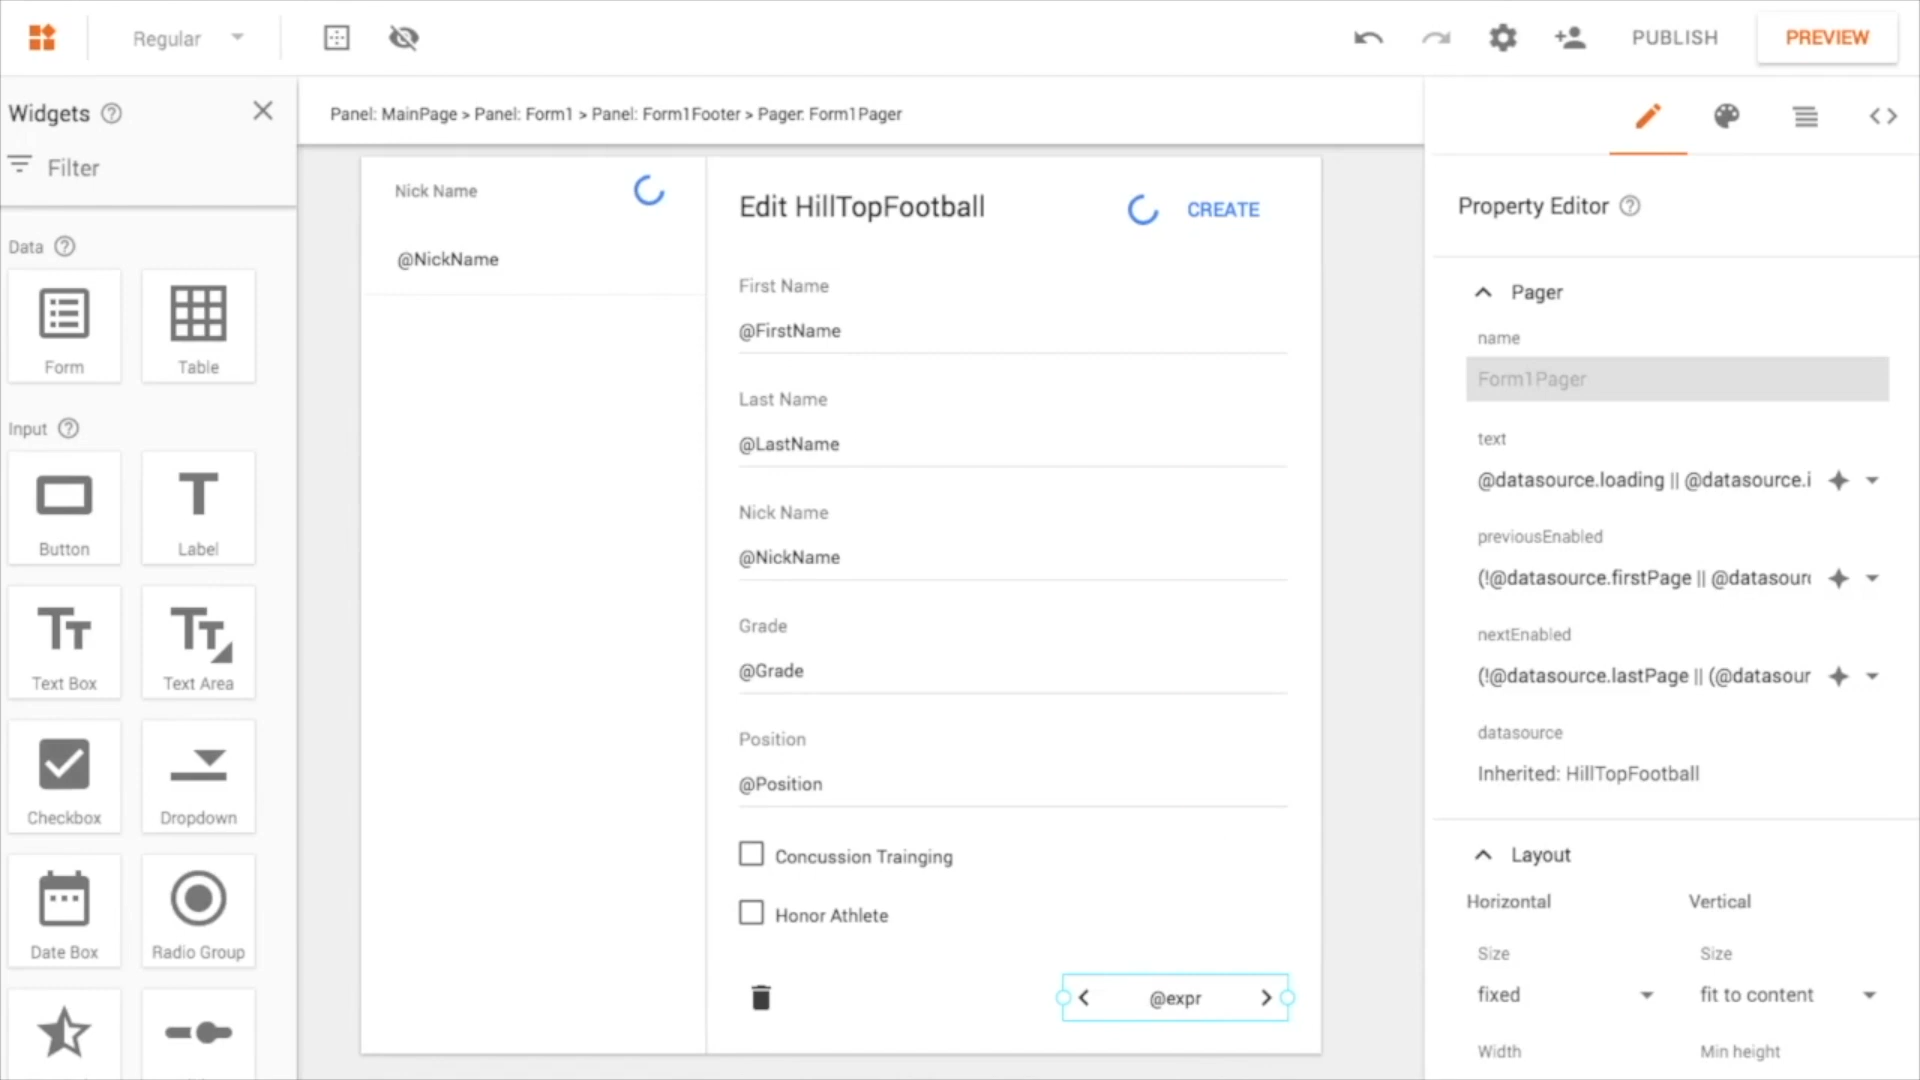 Regular
PUBLISH
PREVIEW
Widgets
Filter
Data
Form
Table
Input
Button
Label
Text Box
Text Area
Checkbox
Dropdown
Date Box
Radio Group
Panel: MainPage > Panel: Form1 > Panel: Form1Footer > Pager: Form1Pager
Nick Name
@NickName
Edit HillTopFootball
CREATE
First Name
@FirstName
Last Name
@LastName
Nick Name
@NickName
Grade
@Grade
Position
@Position
Concussion Trainging
Honor Athlete
@expr
Property Editor
Pager
name
Form1Pager
text
@datasource.loading || @datasource.i
previousEnabled
(!@datasource.firstPage || @datasour
nextEnabled
(!@datasource.lastPage || (@datasour
datasource
Inherited: HillTopFootball
Layout
Horizontal Vertical
Size Size
fixed fit to content
Width Min height